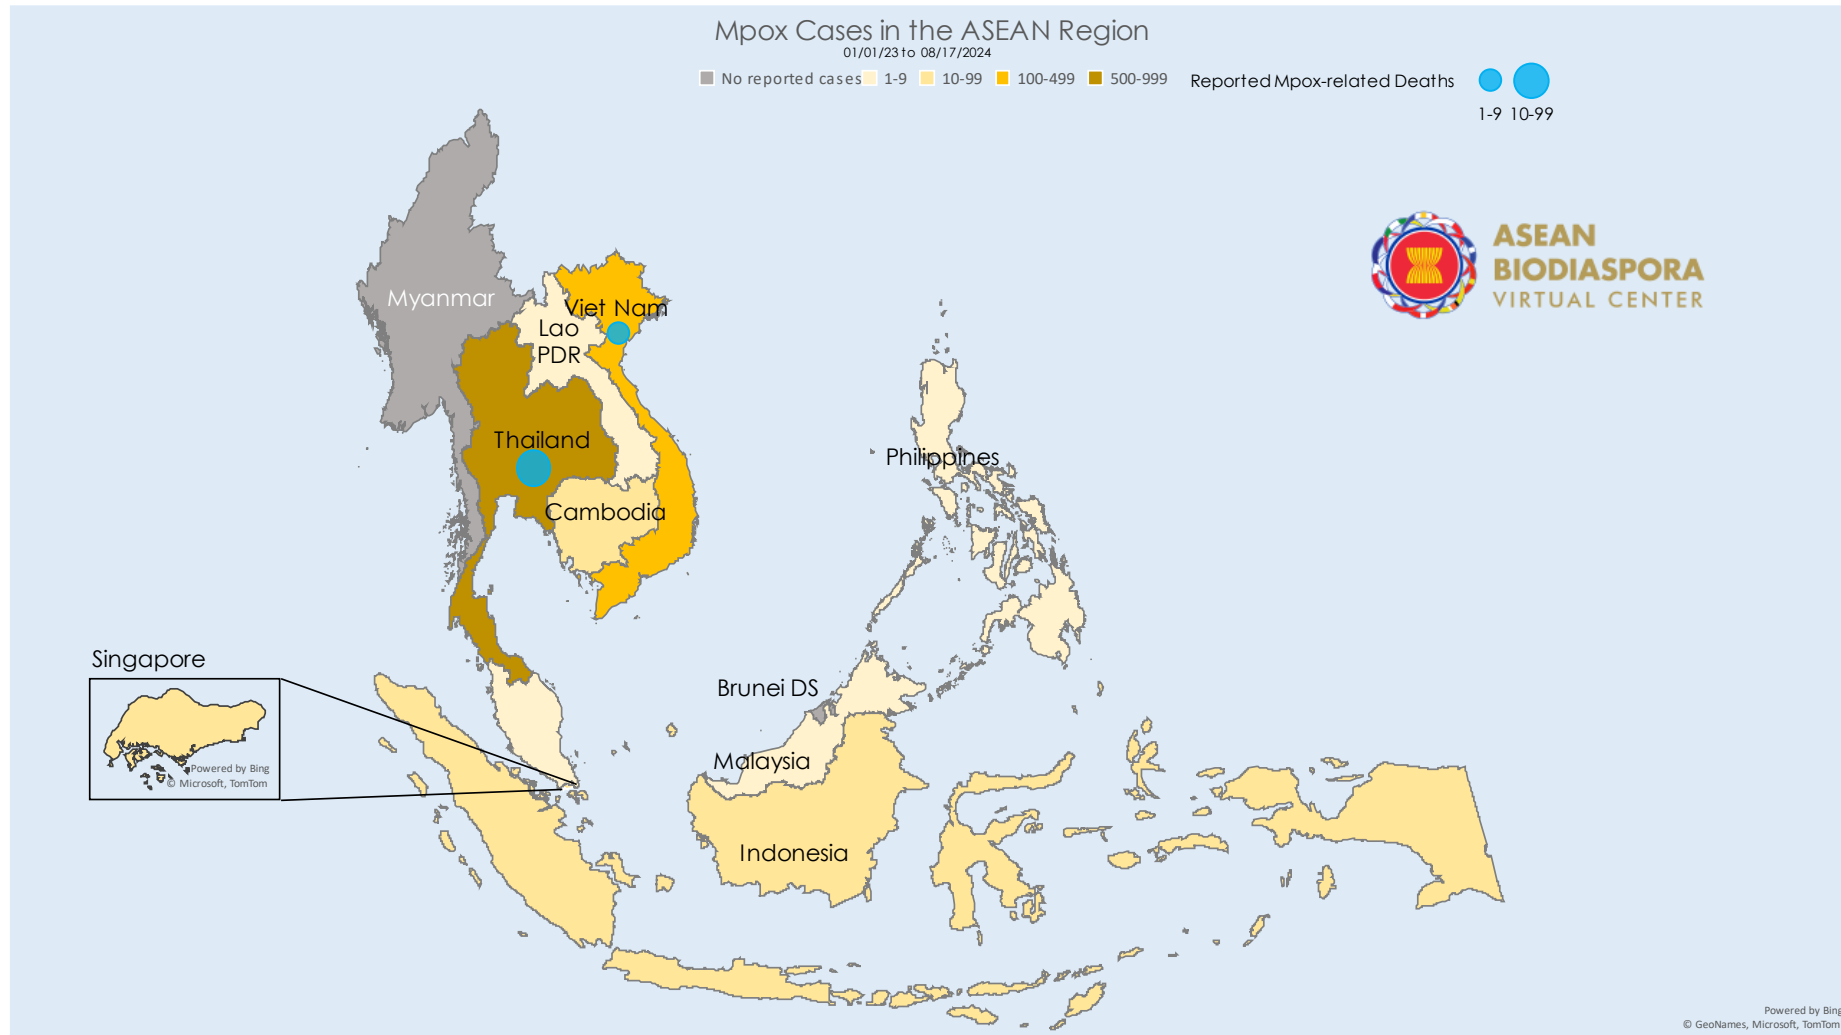 Mpox Cases in the ASEAN Region
01/01/23 to 08/17/2024
No reported cases 1-9 10-99 100-499 500-999
Reported Mpox-related Deaths
1-9 10-99
ASEAN
BIODIASPORA
VIRTUAL CENTER
Myanmar
Viet Nam
Lao
PDR
Thailand
Philippines
Cambodia
Singapore
Powered by Bing
© Microsoft, TomTom
Brunei DS
Malaysia
Indonesia
Powered by Bing
© GeoNames, Microsoft, TomTom